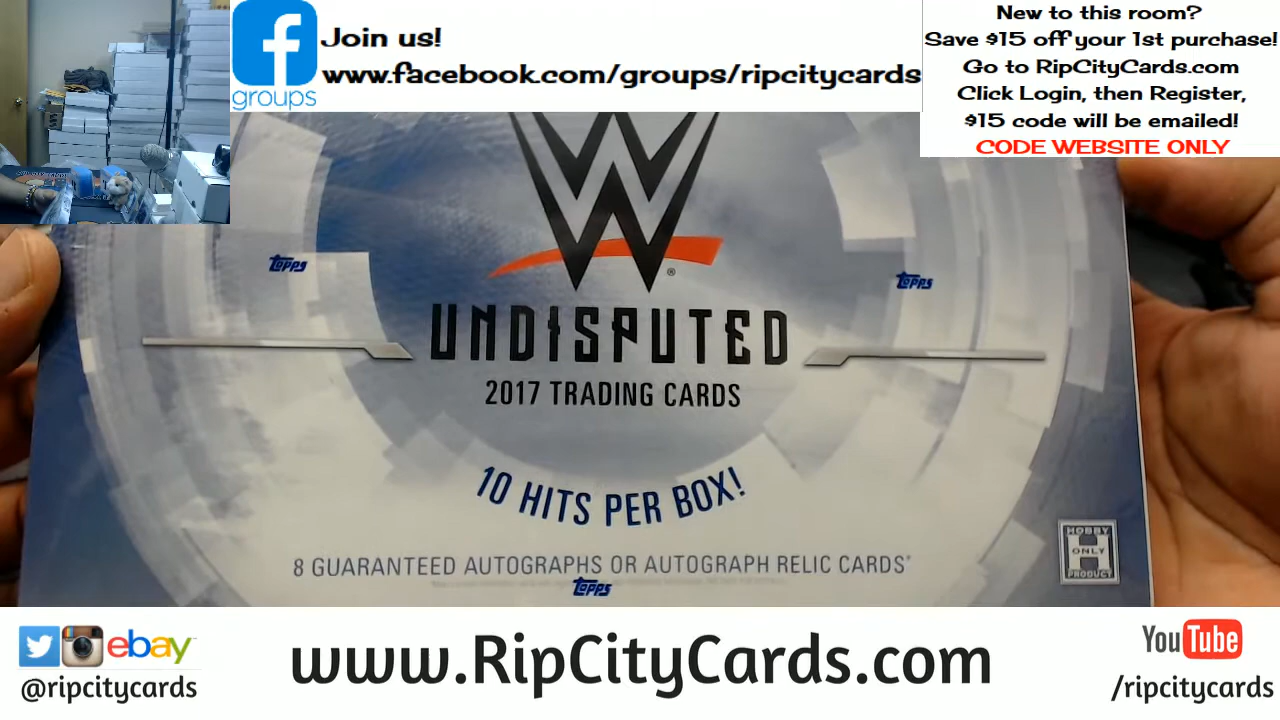 Join us!
www.facebook.com/groups/ripcitycards
groups
New to this room?
Save $15 off your 1st purchase!
Go to RipCityCards.com
Click Login, then Register,
$15 code will be emailed!
CODE WEBSITE ONLY
W
®
Topps
Topps
UNDISPUTED
2017 TRADING CARDS
10 HITS PER BOX!
8 GUARANTEED AUTOGRAPHS OR AUTOGRAPH RELIC CARDS*
Topps
HOBBY
H
ONLY
PRODUCT
ebay
@ripcitycards
www.RipCityCards.com
YouTube
/ripcitycards